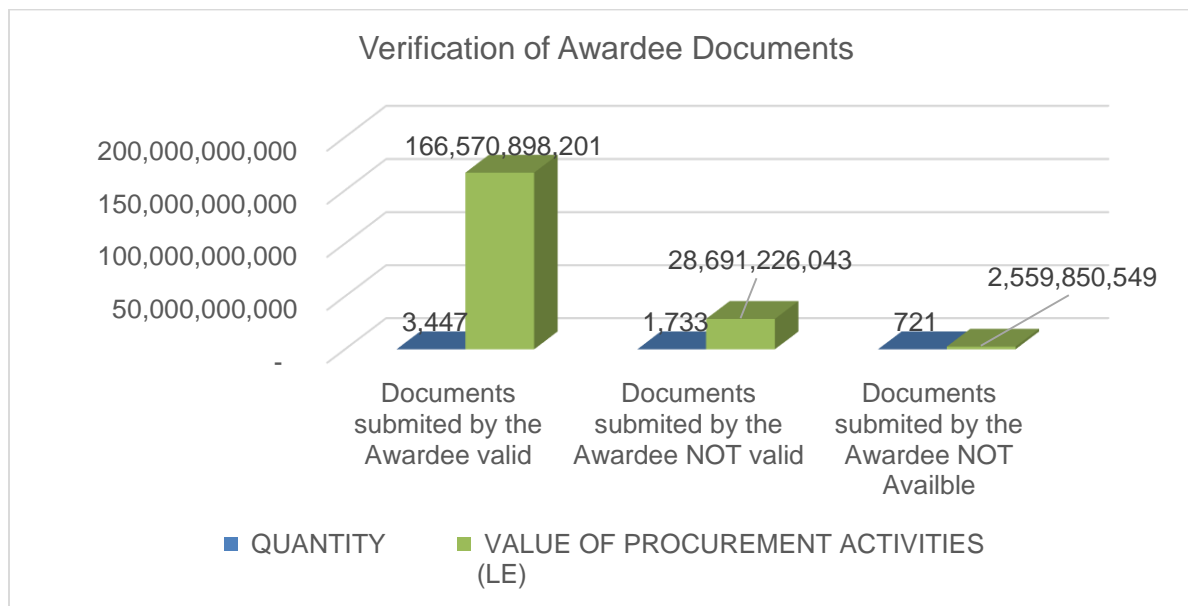 Verification of Awardee Documents
200,000,000,000
150,000,000,000
100,000,000,000
50,000,000,000
-
166,570,898,201
28,691,226,043
2,559,850,549
3,447
1,733
721
Documents
submited by the
Awardee valid
Documents
submited by the
Awardee NOT valid
Documents
submited by the
Awardee NOT
Availble
QUANTITY
VALUE OF PROCUREMENT ACTIVITIES
(LE)